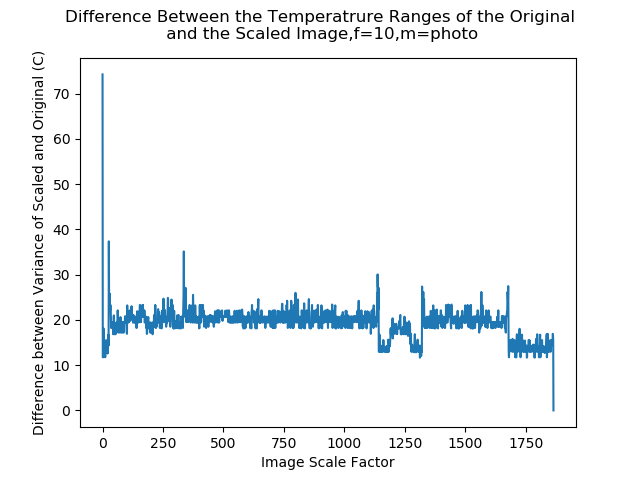 Difference Between the Temperatrure Ranges of the Original
and the Scaled Image,f=10,m=photo
Difference between Variance of Scaled and Original (C)
70
60
50
40
30
20
10
0
0 250 500 750 1000 1250 1500 1750
Image Scale Factor